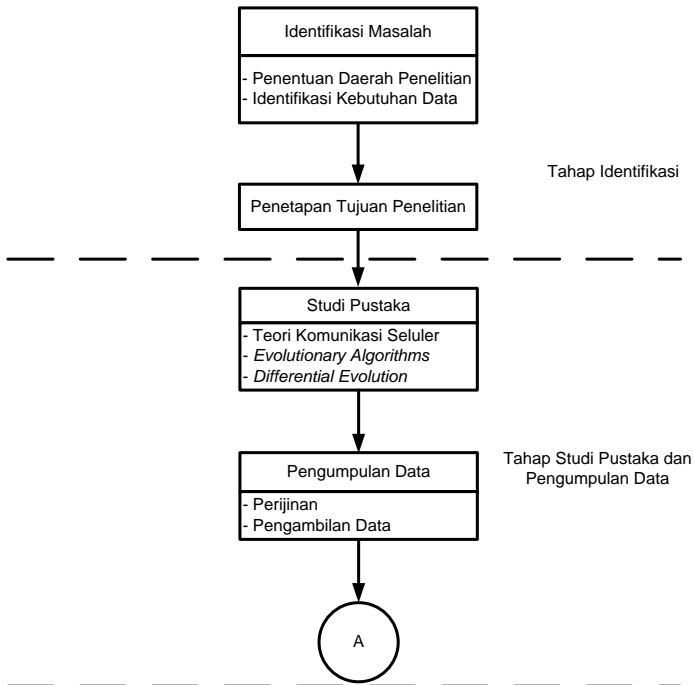 Identifikasi Masalah
- Penentuan Daerah Penelitian
- Identifikasi Kebutuhan Data
Tahap Identifikasi
Penetapan Tujuan Penelitian
Studi Pustaka
- Teori Komunikasi Seluler
- Evolutionary Algorithms
- Differential Evolution
Tahap Studi Pustaka dan
Pengumpulan Data
Pengumpulan Data
- Perijinan
- Pengambilan Data
A